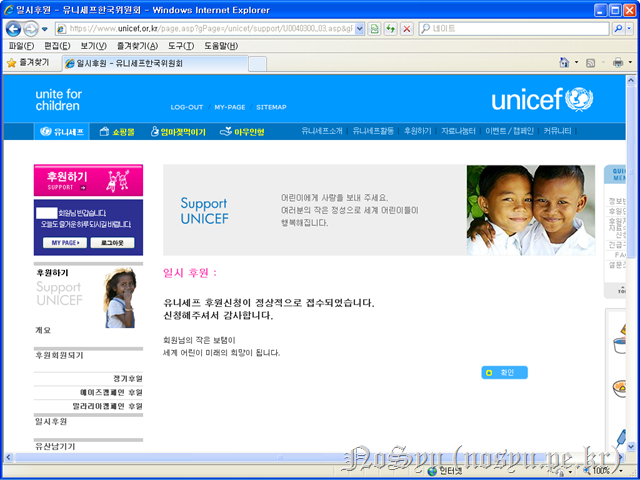 일시후원 - 유니세프한국위원회 - Windows Internet Explorer
https://www.unicef.or.kr/page.asp?gPage=/unicef/support/U0040300_03.asp&g
네이트
파일(F) 편집(E) 보기(V) 즐겨찾기(A) 도구(T) 도움말(H)
즐겨찾기
일시후원 - 유니세프한국위원회
unite for
children
LOG-OUT MY-PAGE SITEMAP
unicef
유니세프 쇼핑몰 엄마젖먹이기 아우인형 유니세프소개 유니세프활동 후원하기 자료나눔터 이벤트 / 캠페인 커뮤니티
후원하기
SUPPORT
회원님 반갑습니다.
오늘도 즐거운 하루 되시길 바랍니다.
MY PAGE 로그아웃
Support
UNICEF
어린이에게 사랑을 보내 주세요.
여러분의 작은 정성으로 세계 어린이들이
행복해집니다.
후원하기
Support
UNICEF
개요
후원회원되기
정기후원
에이즈캠페인 후원
말라리아캠페인 후원
일시후원
유산남기기
일시 후원 :
유니세프 후원신청이 정상적으로 접수되었습니다.
신청해주셔서 감사합니다.
회원님의 작은 보탬이
세계 어린이 미래의 희망이 됩니다.
확인
NoSyu (nosyu.pe.kr)
인터넷
100%